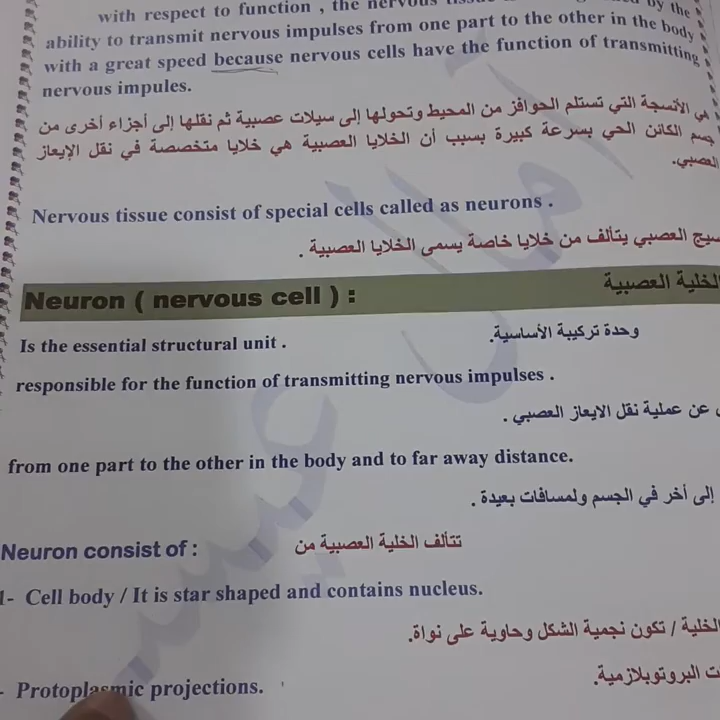 with respect to function , the nervous by the
ability to transmit nervous impulses from one part to the other in the body
with a great speed because nervous cells have the function of transmitting
nervous impules.
هي الأنسجة التي تستلم الحوافز من المحيط وتحولها إلى سيلات عصبية ثم نقلها إلى أجزاء أخرى من
جسم الكائن الحي بسرعة كبيرة بسبب أن الخلايا العصبية هي خلايا متخصصة في نقل الإيعاز
العصبي.
Nervous tissue consist of special cells called as neurons .
سيج العصبي يتألف من خلايا خاصة يسمى الخلايا العصبية .
Neuron ( nervous cell ) : لخلية العصبية
Is the essential structural unit . وحدة تركيبة الأساسية.
responsible for the function of transmitting nervous impulses .
عن عملية نقل الايعاز العصبي .
from one part to the other in the body and to far away distance.
إلى أخر في الجسم ولمسافات بعيدة .
Neuron consist of : تتألف الخلية العصبية من
1- Cell body / It is star shaped and contains nucleus.
لخلية / تكون نجمية الشكل وحاوية على نواة.
- Protoplasmic projections.
ت البروتوبلازمية.